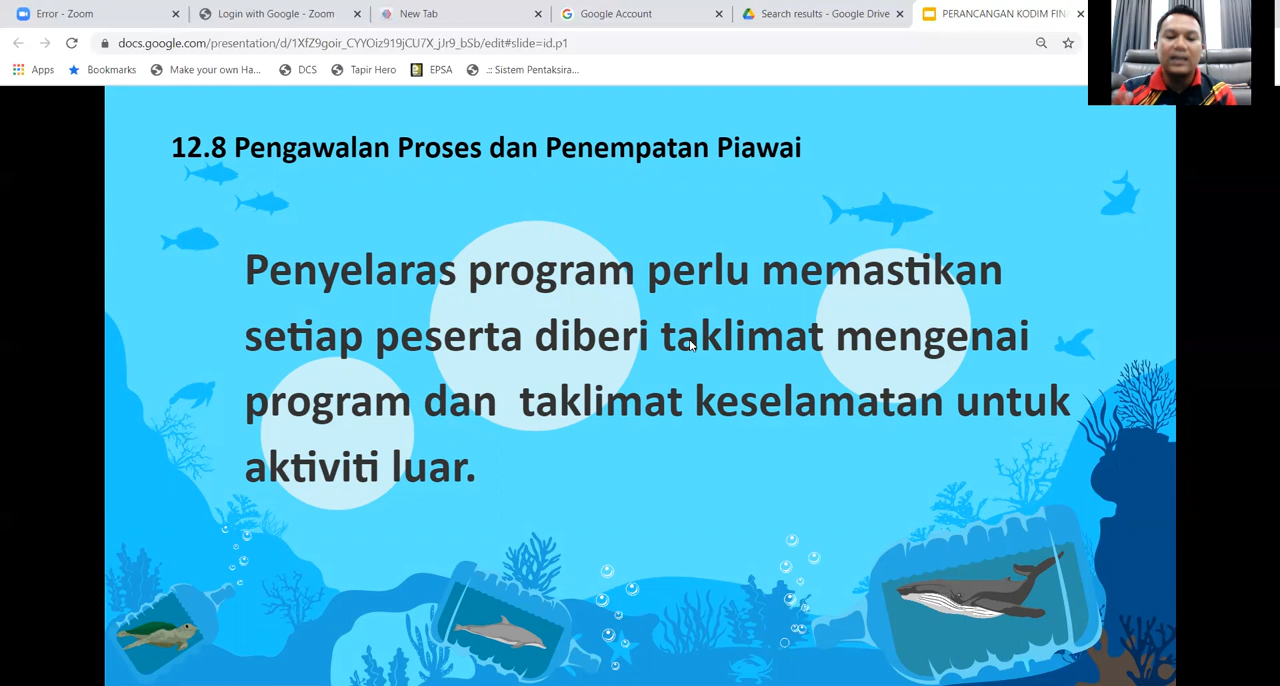 Error - Zoom
Login with Google - Zoom
New Tab
Google Account
Search results - Google Drive
PERANCANGAN KODIM FIN
docs.google.com/presentation/d/1XfZ9goir_CYYOiz919jCU7X_jJr9_bSb/edit#slide=id.p1
Apps
Bookmarks
Make your own Ha...
DCS
Tapir Hero
EPSA
.:: Sistem Pentaksira...
12.8 Pengawalan Proses dan Penempatan Piawai
Penyelaras program perlu memastikan
setiap peserta diberi taklimat mengenai
program dan taklimat keselamatan untuk
aktiviti luar.